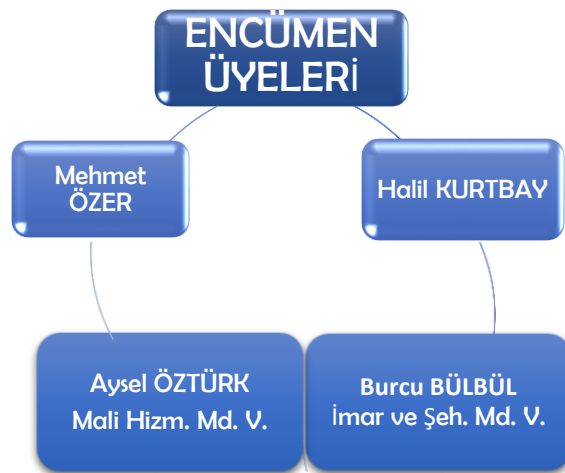 ENCÜMEN
ÜYELERİ
Mehmet
ÖZER
Halil KURTBAY
Aysel ÖZTÜRK
Mali Hizm. Md. V.
Burcu BÜLBÜL
İmar ve Şeh. Md. V.